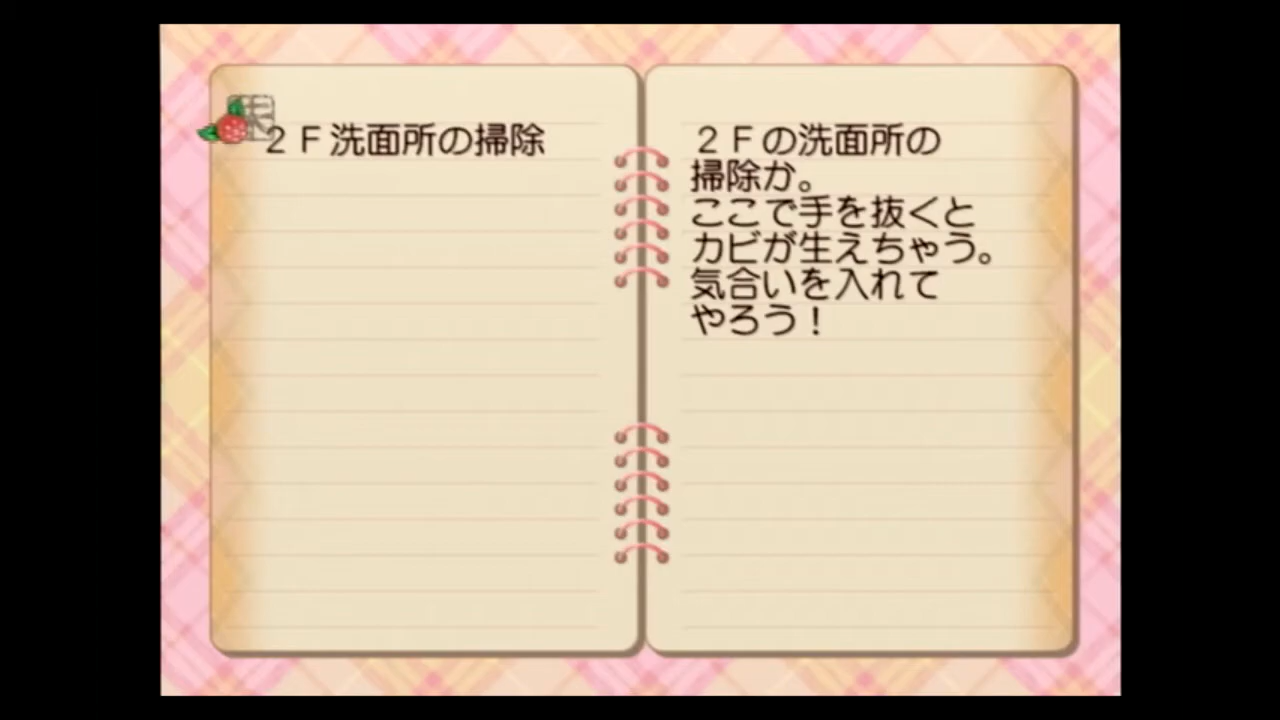 ２Ｆ洗面所の掃除
２Ｆの洗面所の
掃除か。
ここで手を抜くと
カビが生えちゃう。
気合いを入れて
やろう！